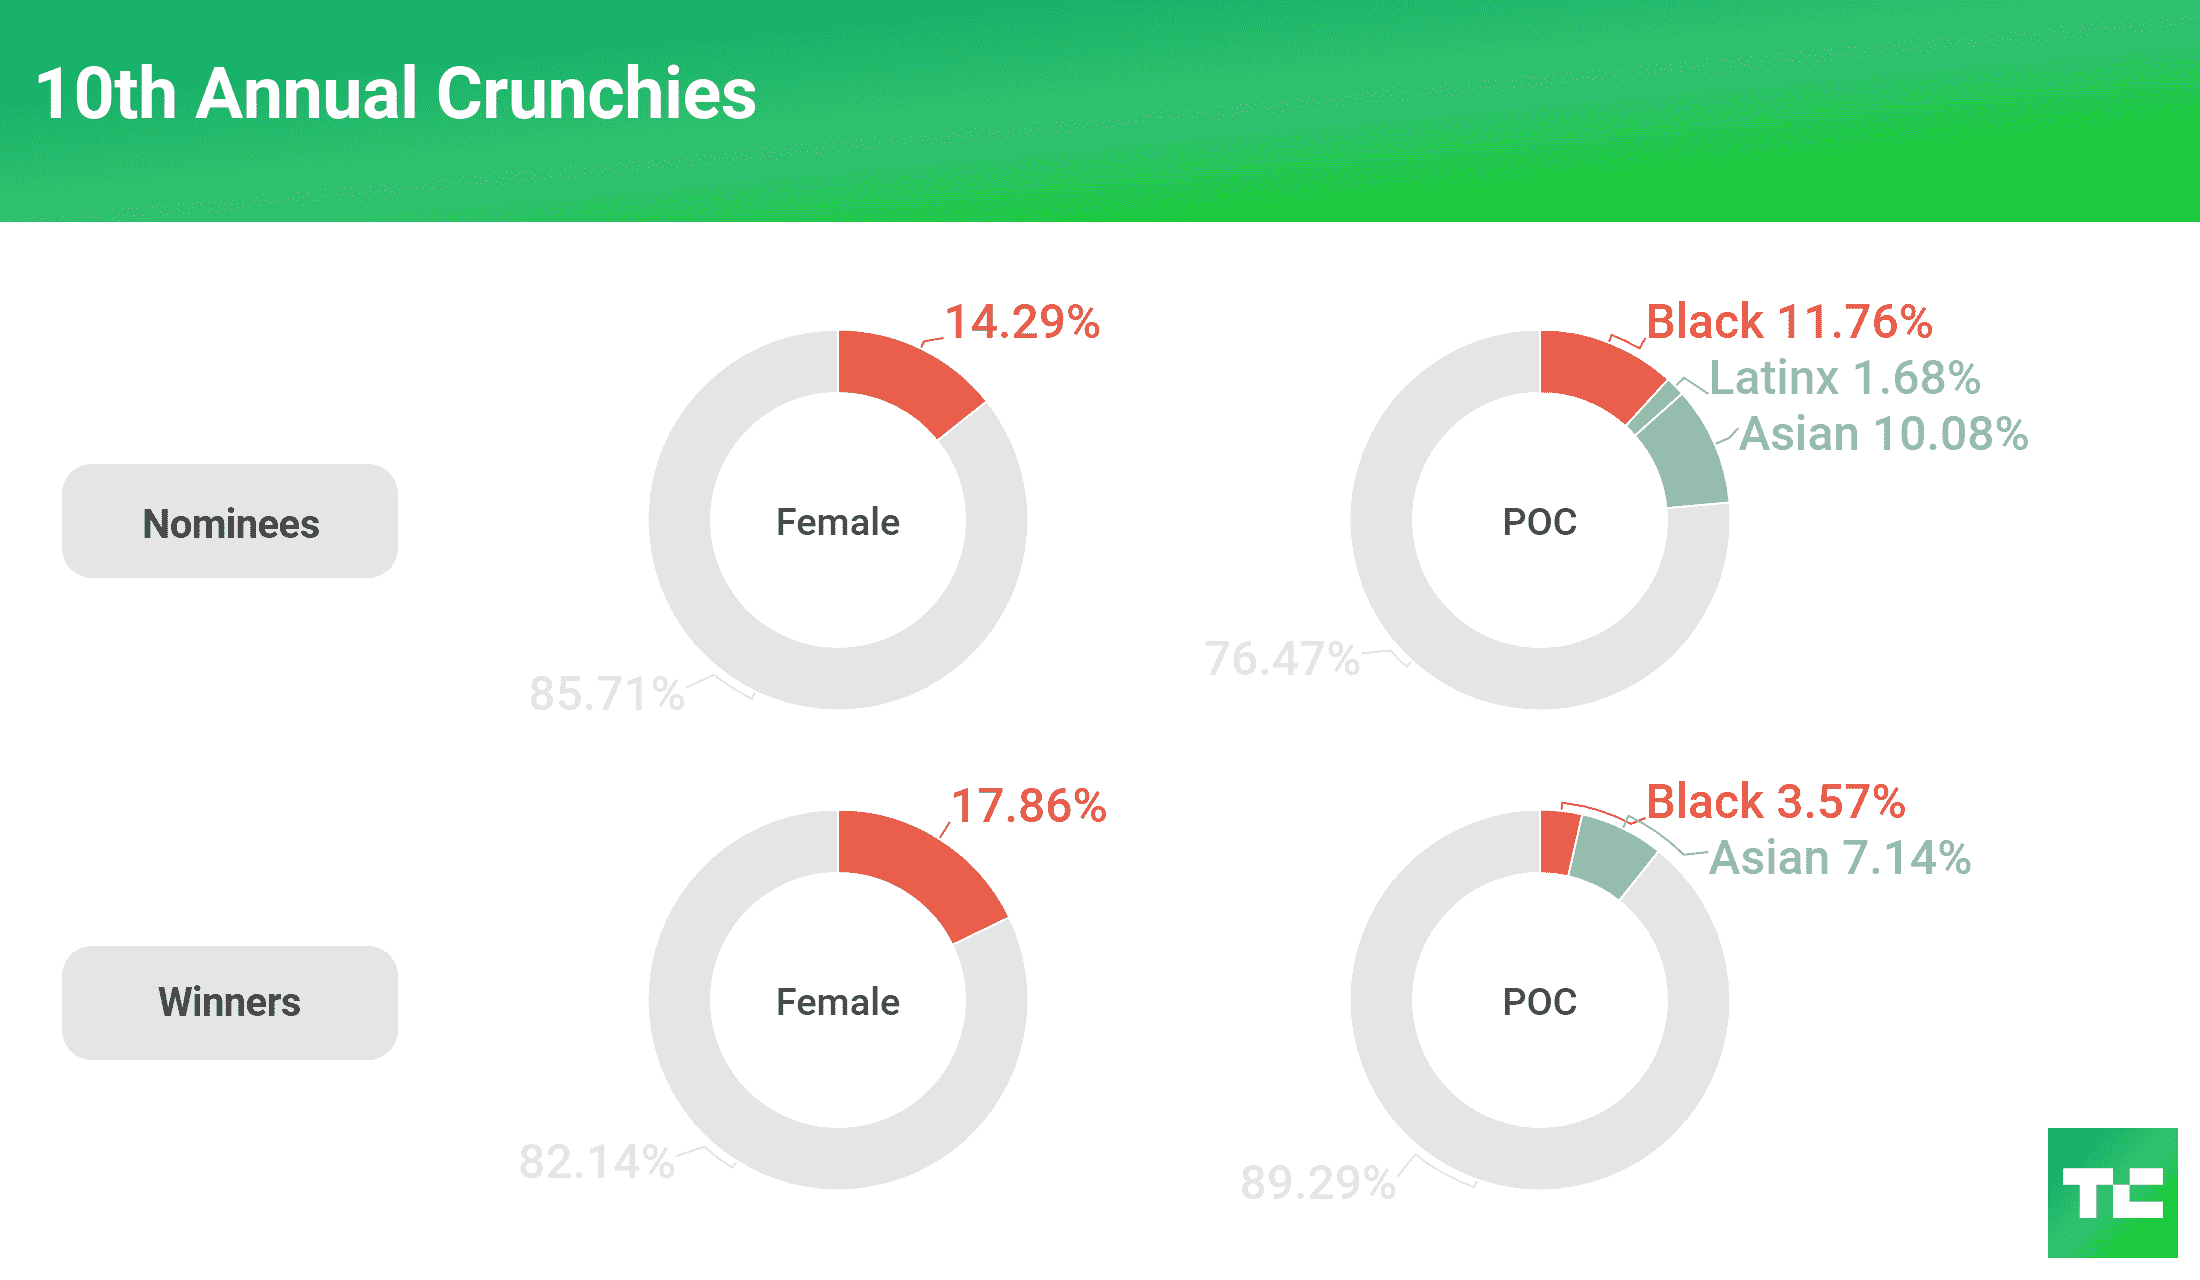 10th Annual Crunchies
14.29%
Black 11.76%
Latinx 1.68%
Asian 10.08%
Nominees
Female
POC
85.71%
76.47%
17.86%
Black 3.57%
Asian 7.14%
Winners
Female
POC
82.14%
89.29%
TC